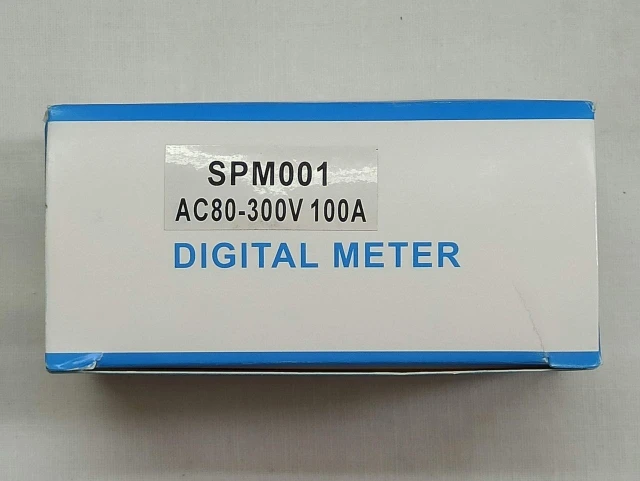 SPM001
AC80-300V 100A
DIGITAL METER